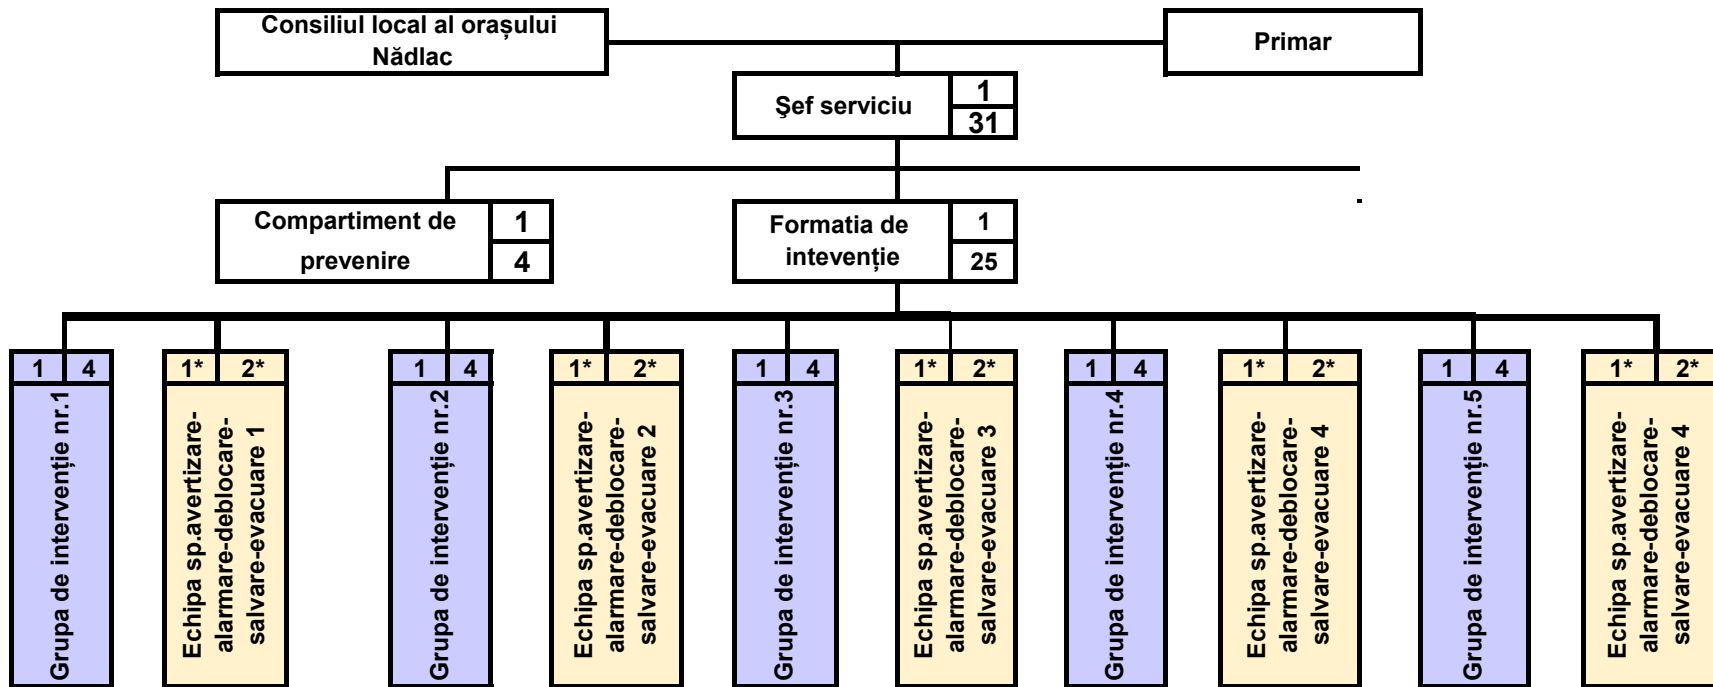 Consiliul local al orașului
Nădlac
Primar
Şef serviciu
1
31
Compartiment de
prevenire
1
4
Formatia de
intevenție
1
25
1 4
Grupa de intervenție nr.1
1* 2*
Echipa sp.avertizare-
alarmare-deblocare-
salvare-evacuare 1
1 4
Grupa de intervenție nr.2
1* 2*
Echipa sp.avertizare-
alarmare-deblocare-
salvare-evacuare 2
1 4
Grupa de intervenție nr.3
1* 2*
Echipa sp.avertizare-
alarmare-deblocare-
salvare-evacuare 3
1 4
Grupa de intervenție nr.4
1* 2*
Echipa sp.avertizare-
alarmare-deblocare-
salvare-evacuare 4
1 4
Grupa de intervenție nr.5
1* 2*
Echipa sp.avertizare-
alarmare-deblocare-
salvare-evacuare 4